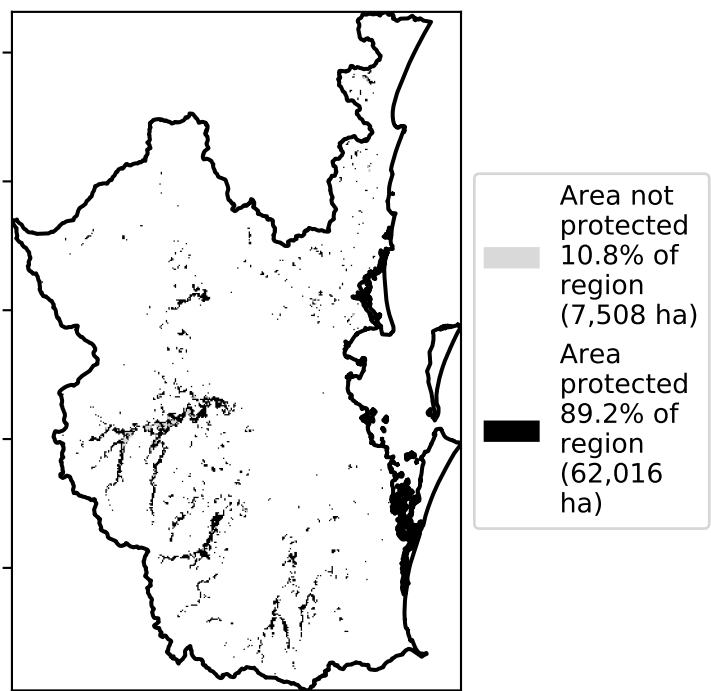 Area not
protected
10.8% of
region
(7,508 ha)
Area
protected
89.2% of
region
(62,016
ha)